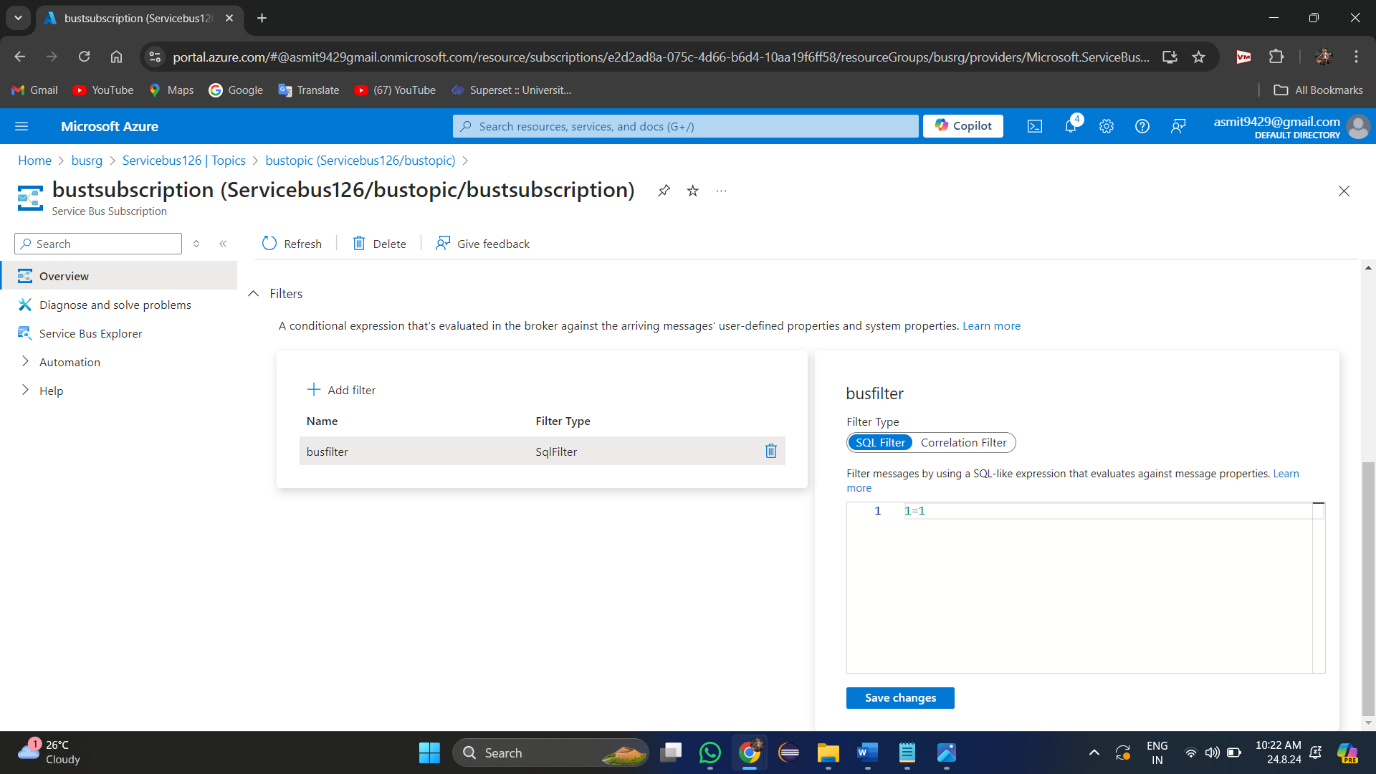 bustsubscription (Servicebus12
portal.azure.com/#@asmit9429gmail.onmicrosoft.com/resource/subscriptions/e2d2ad8a-075c-4d66-b6d4-10aa19f6ff58/resourceGroups/busrg/providers/Microsoft.ServiceBus...
Gmail YouTube Maps Google Translate (67) YouTube Superset :: Universit... All Bookmarks
Microsoft Azure Search resources, services, and docs (G+/) Copilot 4 asmit9429@gmail.com
DEFAULT DIRECTORY
Home > busrg > Servicebus126 | Topics > bustopic (Servicebus126/bustopic) >
bustsubscription (Servicebus126/bustopic/bustsubscription) ...
Service Bus Subscription
Search Refresh Delete Give feedback
Overview
Diagnose and solve problems
Service Bus Explorer
Automation
Help
Filters
A conditional expression that's evaluated in the broker against the arriving messages' user-defined properties and system properties. Learn more
Add filter
Name Filter Type
busfilter SqlFilter
busfilter
Filter Type
SQL Filter Correlation Filter
Filter messages by using a SQL-like expression that evaluates against message properties. Learn
more
1 1=1
Save changes
1 26°C
Cloudy
Search
ENG
IN
10:22 AM
24.8.24
PRE